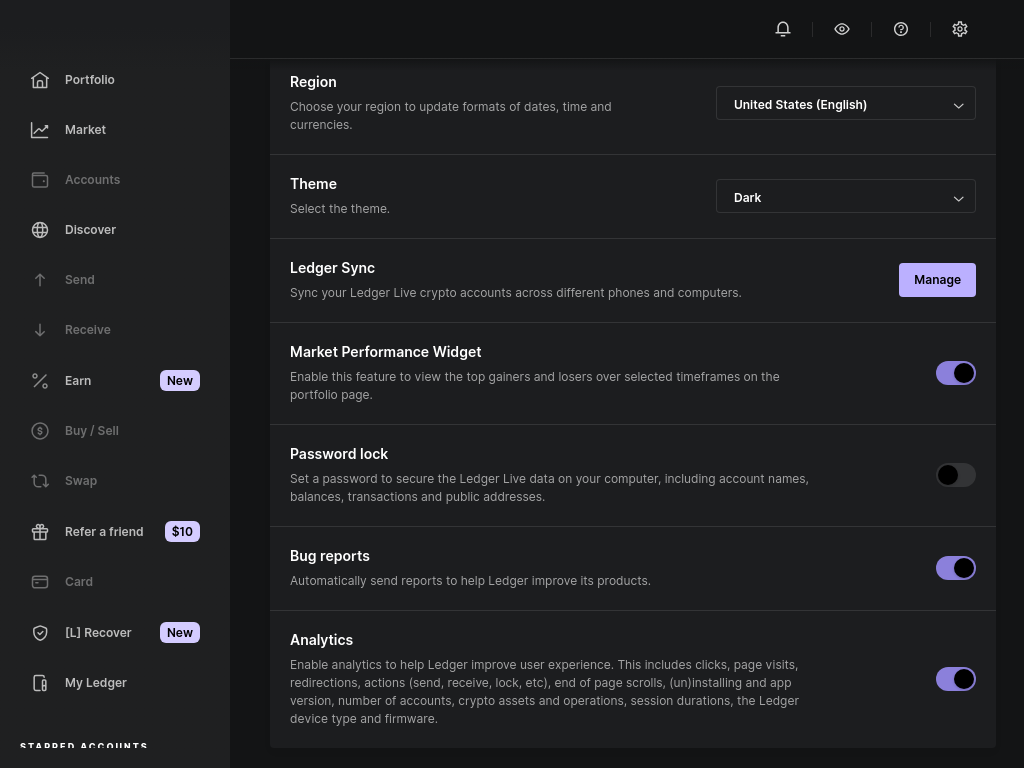 Portfolio
Market
Accounts
Discover
Send
Receive
Earn
New
Buy / Sell
Swap
Refer a friend
$10
Card
[L] Recover
New
My Ledger
STARRED ACCOUNTS
Region
Choose your region to update formats of dates, time and
currencies.
United States (English)
Theme
Select the theme.
Dark
Ledger Sync
Sync your Ledger Live crypto accounts across different phones and computers.
Manage
Market Performance Widget
Enable this feature to view the top gainers and losers over selected timeframes on the
portfolio page.
Password lock
Set a password to secure the Ledger Live data on your computer, including account names,
balances, transactions and public addresses.
Bug reports
Automatically send reports to help Ledger improve its products.
Analytics
Enable analytics to help Ledger improve user experience. This includes clicks, page visits,
redirections, actions (send, receive, lock, etc), end of page scrolls, (un)installing and app
version, number of accounts, crypto assets and operations, session durations, the Ledger
device type and firmware.